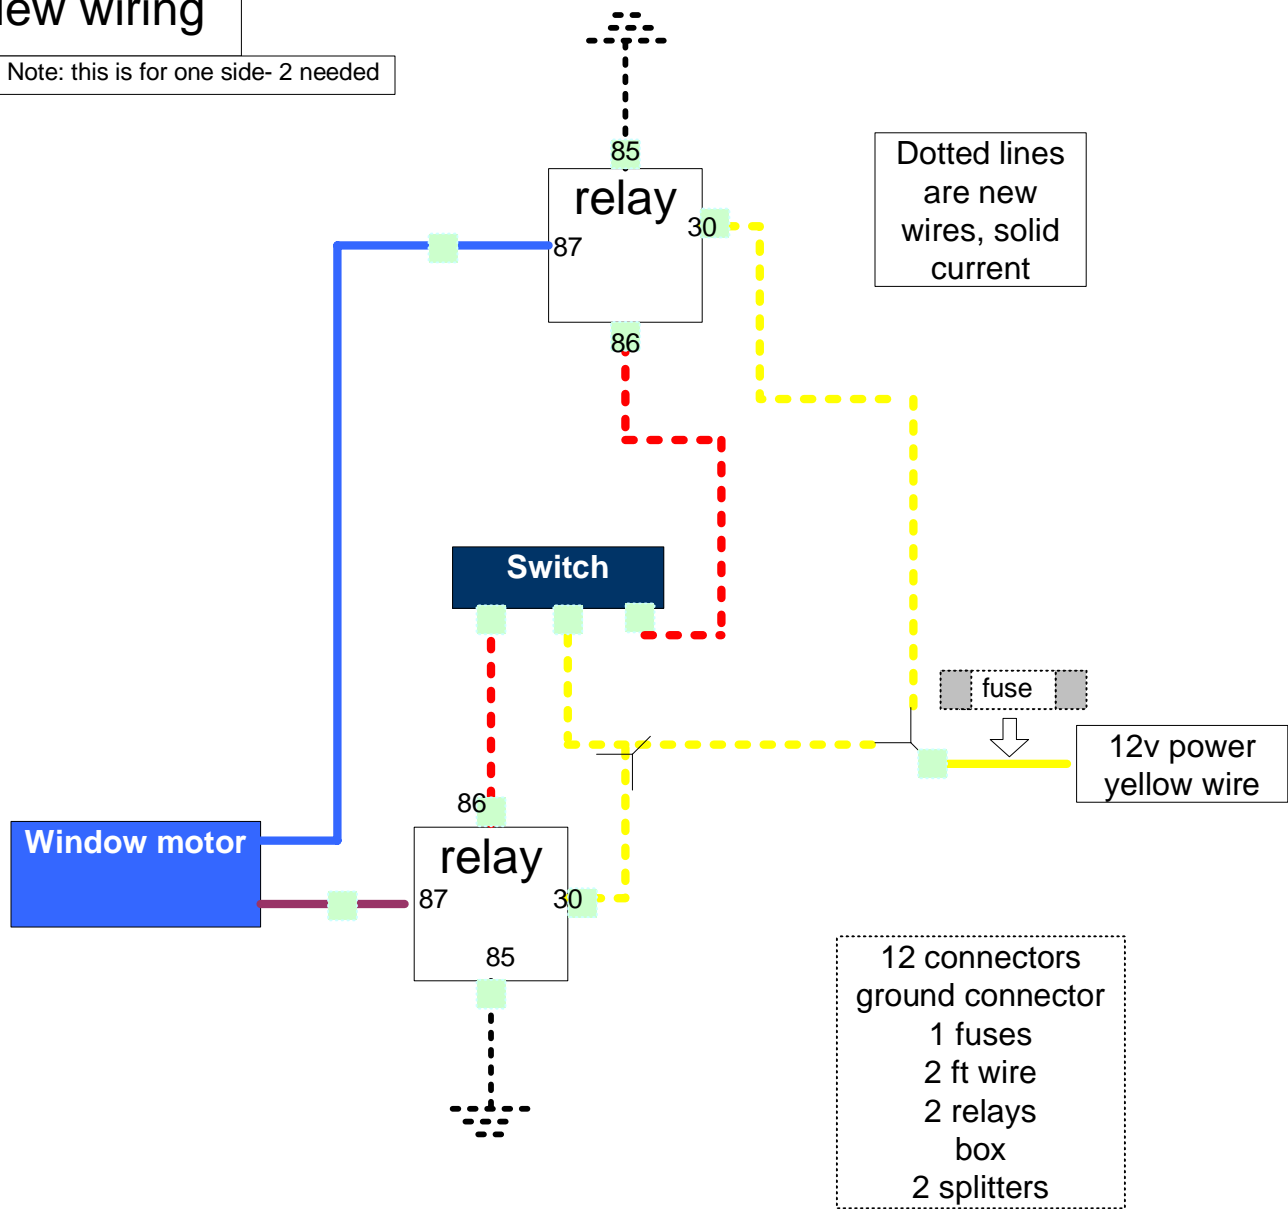 New wiring
Note: this is for one side- 2 needed
85
relay
30
87
86
Dotted lines
are new
wires, solid
current
Switch
fuse
12v power
yellow wire
86
Window motor
relay
87
30
85
12 connectors
ground connector
1 fuses
2 ft wire
2 relays
box
2 splitters